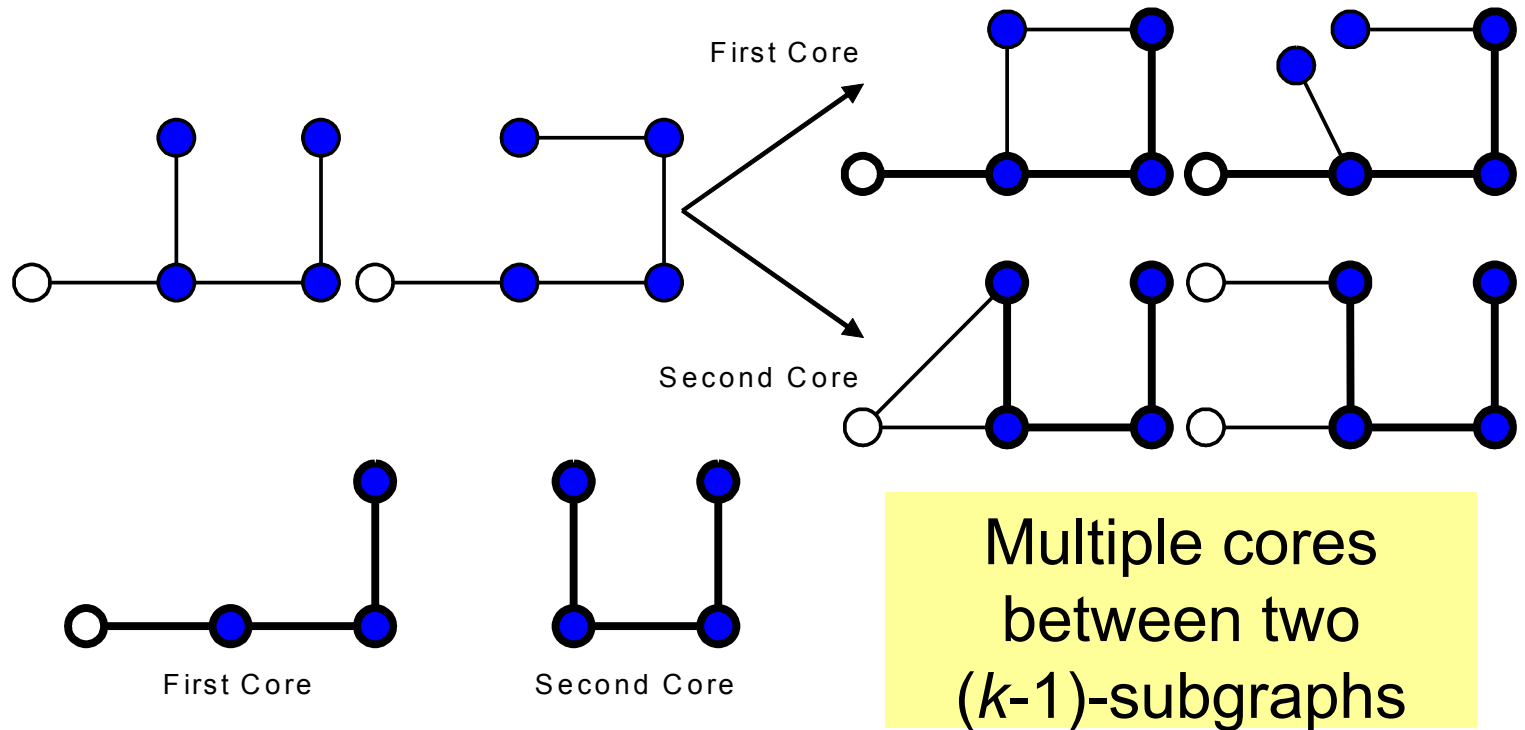 First Core
Second Core
First Core
Second Core
Multiple cores
between two
(k-1)-subgraphs